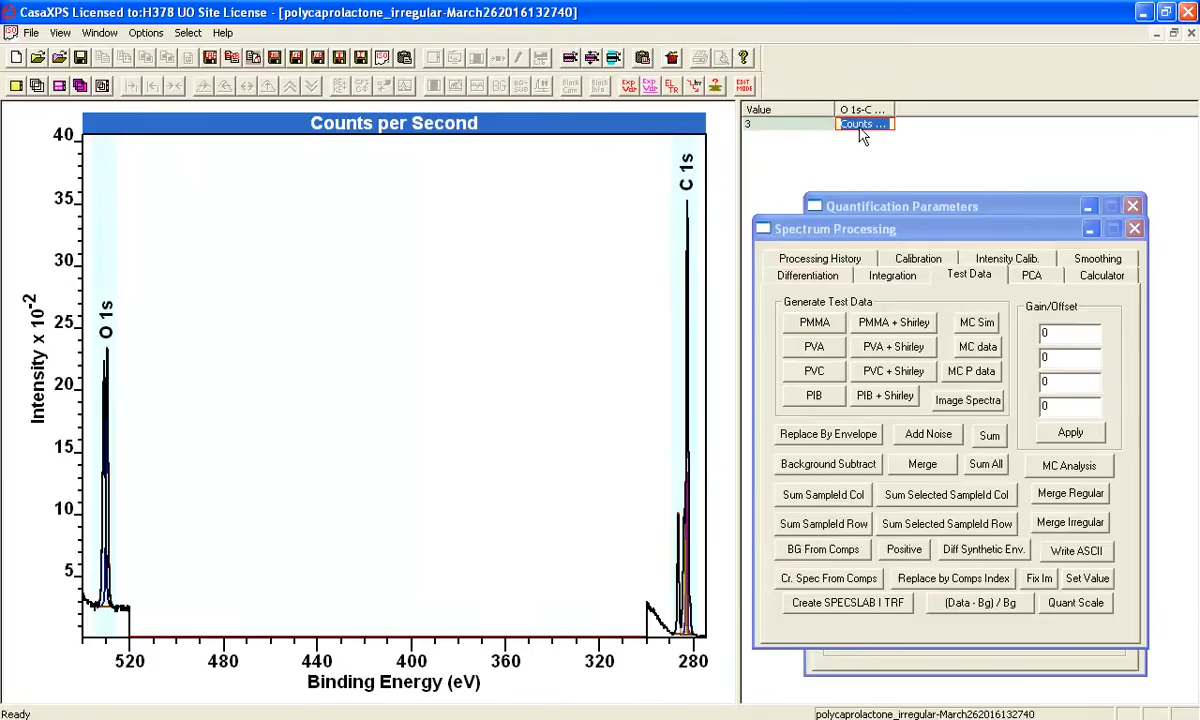 CasaXPS Licensed to:H378 UO Site License - [polycaprolactone_irregular-March262016132740]
File View Window Options Select Help
Counts per Second
40
35
30
25
20
15
10
5
Intensity x 10-2
O 1s
C 1s
520 480 440 400 360 320 280
Binding Energy (eV)
Value O 1s-C ...
3 Counts ...
Quantification Parameters
Spectrum Processing
Processing History Calibration Intensity Calib. Smoothing
Differentiation Integration Test Data PCA Calculator
Generate Test Data Gain/Offset
PMMA PMMA + Shirley MC Sim 0
PVA PVA + Shirley MC data 0
PVC PVC + Shirley MC P data 0
PIB PIB + Shirley Image Spectra 0
Replace By Envelope Add Noise Sum Apply
Background Subtract Merge Sum All MC Analysis
Sum SampleId Col Sum Selected SampleId Col Merge Regular
Sum SampleId Row Sum Selected SampleId Row Merge Irregular
BG From Comps Positive Diff Synthetic Env. Write ASCII
Cr. Spec From Comps Replace by Comps Index Fix Im Set Value
Create SPECSLAB I TRF (Data - Bg) / Bg Quant Scale
Ready polycaprolactone_irregular-March262016132740